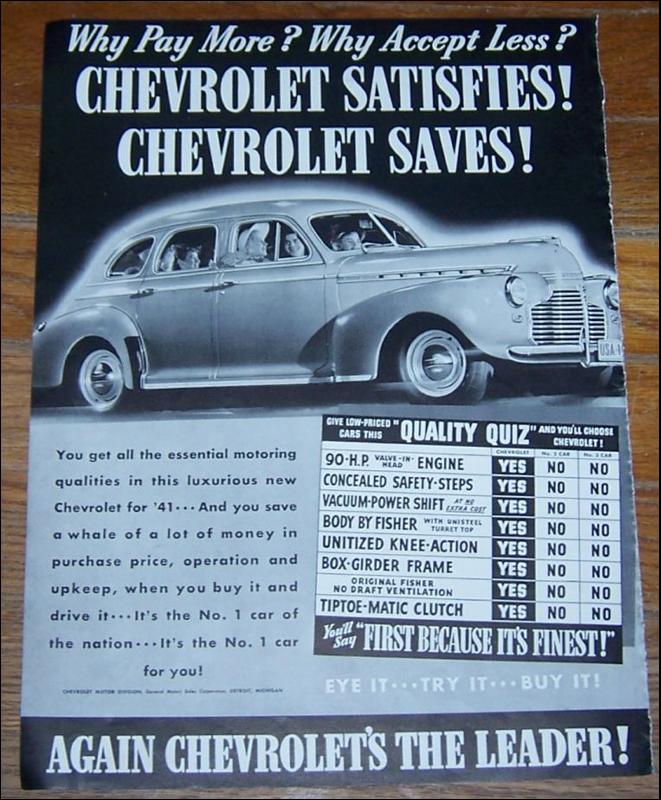 Why Pay More? Why Accept Less?
CHEVROLET SATISFIES!
CHEVROLET SAVES!
USA-1
You get all the essential motoring
qualities in this luxurious new
Chevrolet for '41···And you save
a whale of a lot of money in
purchase price, operation and
upkeep, when you buy it and
drive it···It's the No. 1 car of
the nation···It's the No. 1 car
for you!
CHEVROLET MOTOR DIVISION, General Motors Sales Corporation, DETROIT, MICHIGAN
GIVE LOW-PRICED CARS THIS "QUALITY QUIZ" AND YOU'LL CHOOSE CHEVROLET!
CHEVROLET No. 2 CAR No. 3 CAR
90-H.P. VALVE-IN-HEAD ENGINE YES NO NO
CONCEALED SAFETY-STEPS YES NO NO
VACUUM-POWER SHIFT AT NO EXTRA COST YES NO NO
BODY BY FISHER WITH UNISTEEL TURRET TOP YES NO NO
UNITIZED KNEE-ACTION YES NO NO
BOX-GIRDER FRAME YES NO NO
ORIGINAL FISHER NO DRAFT VENTILATION YES NO NO
TIPTOE-MATIC CLUTCH YES NO NO
You'll Say "FIRST BECAUSE IT'S FINEST!"
EYE IT···TRY IT···BUY IT!
AGAIN CHEVROLET'S THE LEADER!